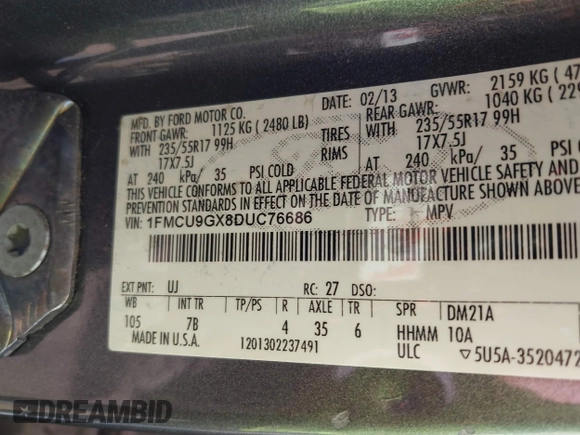 MFD. BY FORD MOTOR CO.
DATE: 02/13 GVWR: 2159 KG
FRONT GAWR: 1125 KG (2480 LB) REAR GAWR: 1040 KG
WITH 235/55R17 99H TIRES WITH 235/55R17 99H
17X7.5J RIMS 17X7.5J
AT 240 kPa/ 35 PSI COLD AT 240 kPa/ 35
THIS VEHICLE CONFORMS TO ALL APPLICABLE FEDERAL MOTOR VEHICLE SAFETY AND
PREVENTION STANDARDS IN EFFECT ON THE DATE OF MANUFACTURE SHOWN ABOVE
VIN: 1FMCU9GX8DUC76686 TYPE: MPV
EXT PNT: UJ RC: 27 DSO:
WB INT TR TP/PS R AXLE TR SPR DM21A
105 7B 4 35 6 HHMM 10A
MADE IN U.S.A. 1201302237491 ULC ▽5U5A-3520472
DREAMBID